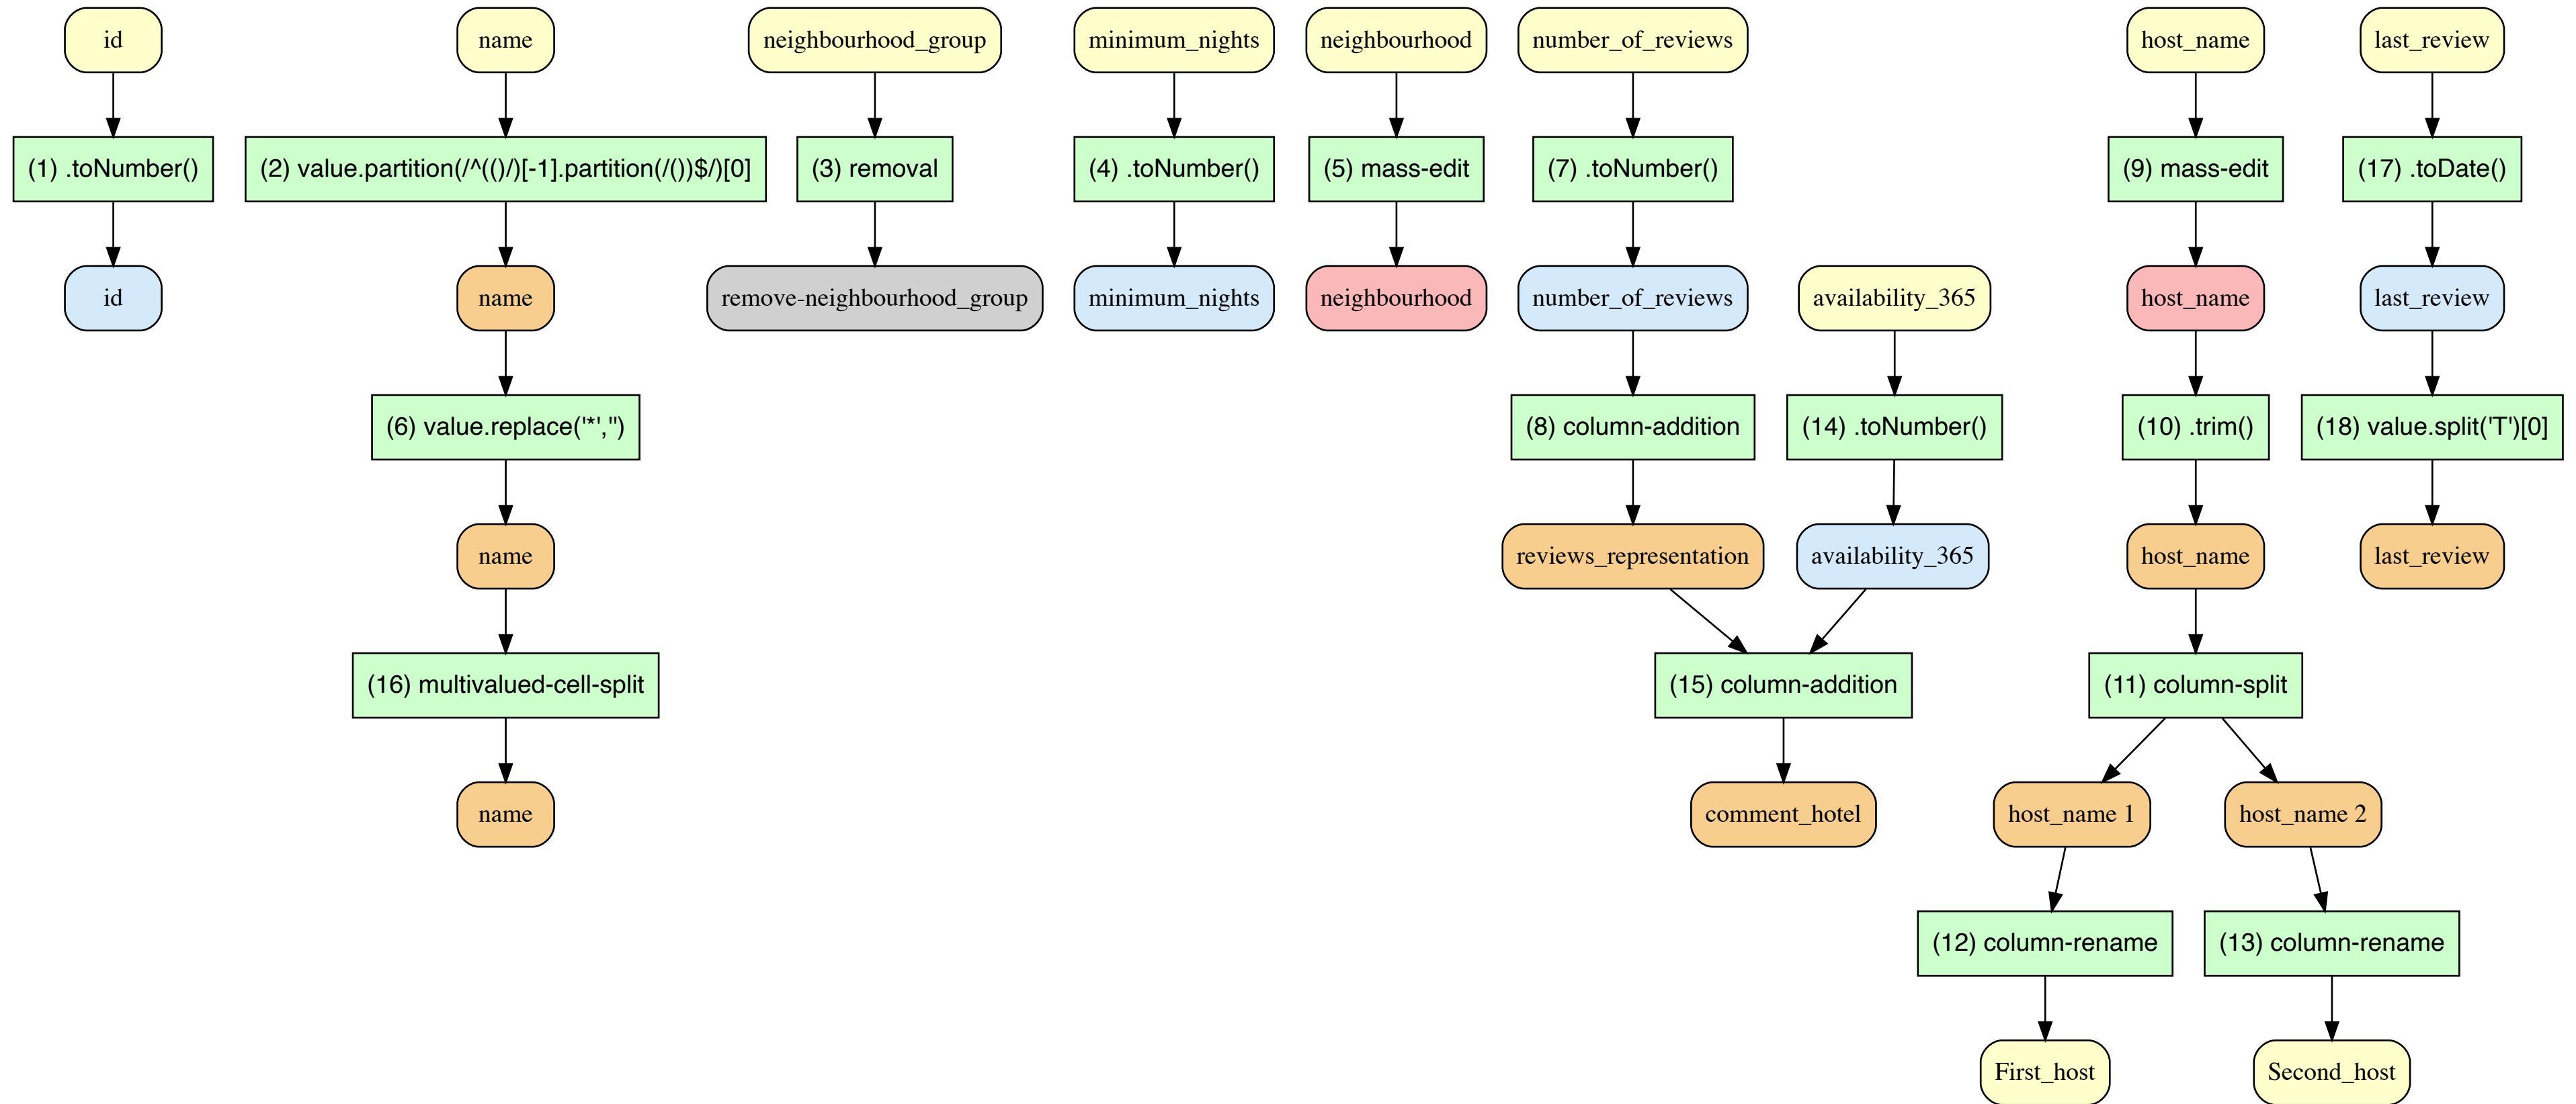 id
name
neighbourhood_group
minimum_nights
neighbourhood
number_of_reviews
host_name
last_review
(1) .toNumber()
(2) value.partition(/^(()/)[-1].partition(/())$/)[0]
(3) removal
(4) .toNumber()
(5) mass-edit
(7) .toNumber()
(9) mass-edit
(17) .toDate()
id
name
remove-neighbourhood_group
minimum_nights
neighbourhood
number_of_reviews
availability_365
host_name
last_review
(6) value.replace('*','')
(8) column-addition
(14) .toNumber()
(10) .trim()
(18) value.split('T')[0]
name
reviews_representation
availability_365
host_name
last_review
(16) multivalued-cell-split
(15) column-addition
(11) column-split
name
comment_hotel
host_name 1
host_name 2
(12) column-rename
(13) column-rename
First_host
Second_host